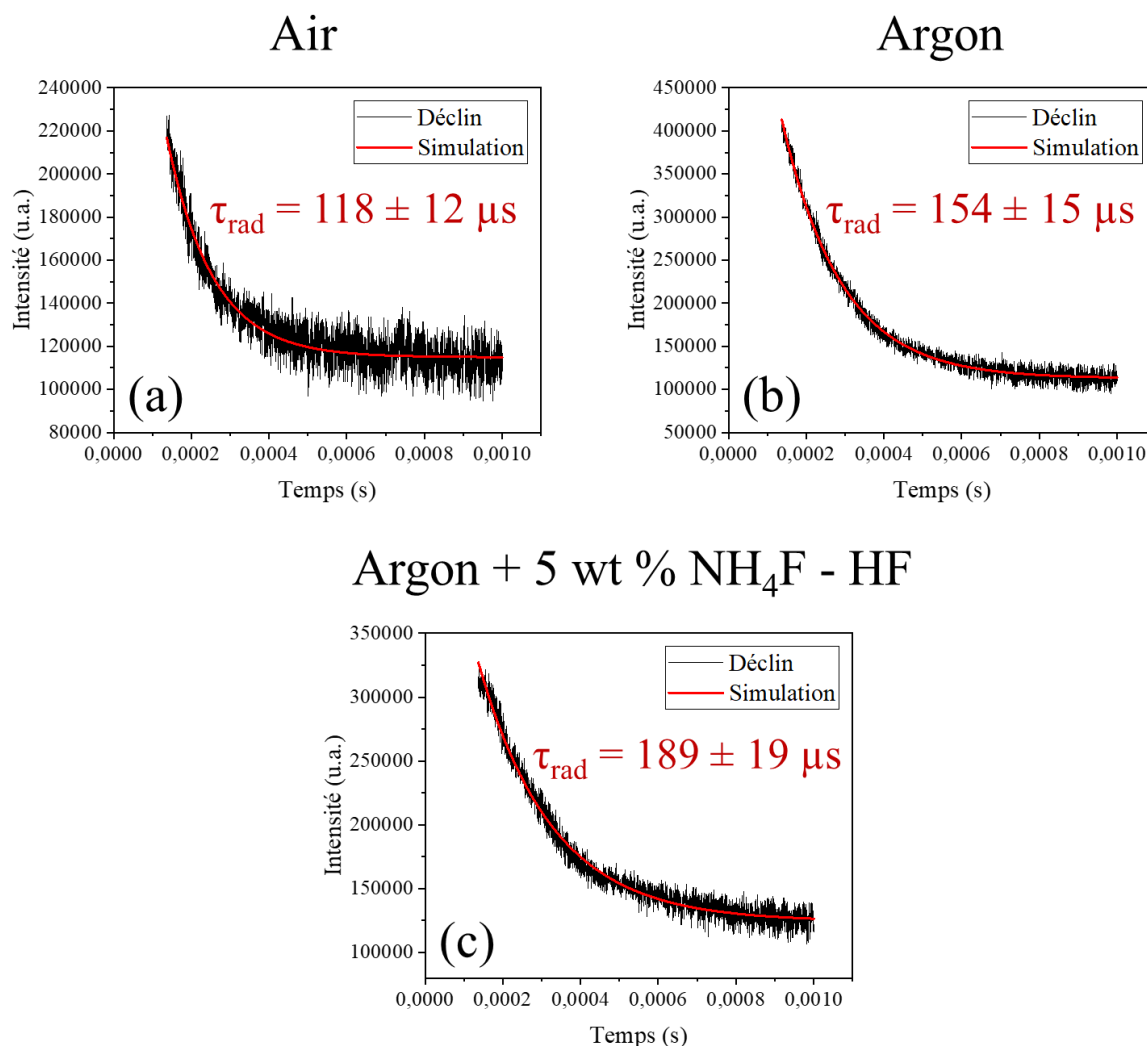 Air
Argon
240000
220000
200000
180000
160000
140000
120000
100000
80000
Intensité (u.a.)
Déclin
Simulation
τrad = 118 ± 12 µs
(a)
0,0000 0,0002 0,0004 0,0006 0,0008 0,0010
Temps (s)
450000
400000
350000
300000
250000
200000
150000
100000
50000
Intensité (u.a.)
Déclin
Simulation
τrad = 154 ± 15 µs
(b)
0,0000 0,0002 0,0004 0,0006 0,0008 0,0010
Temps (s)
Argon + 5 wt % NH4F - HF
350000
300000
250000
200000
150000
100000
Intensité (u.a.)
Déclin
Simulation
τrad = 189 ± 19 µs
(c)
0,0000 0,0002 0,0004 0,0006 0,0008 0,0010
Temps (s)